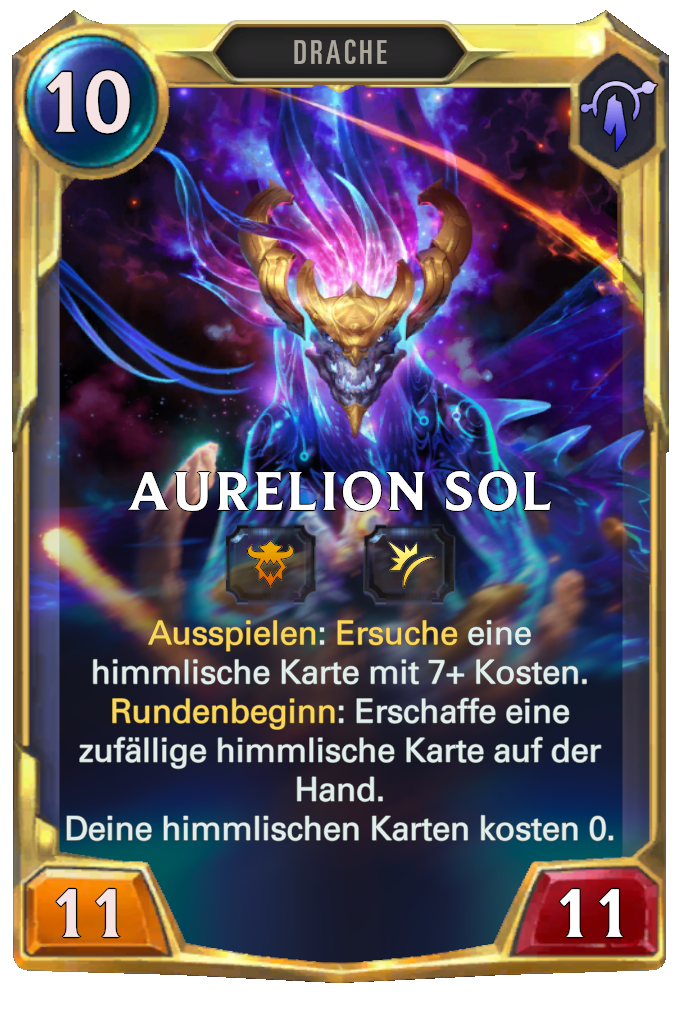 DRACHE
10
AURELION SOL
Ausspielen: Ersuche eine
himmlische Karte mit 7+ Kosten.
Rundenbeginn: Erschaffe eine
zufällige himmlische Karte auf der
Hand.
Deine himmlischen Karten kosten 0.
11
11